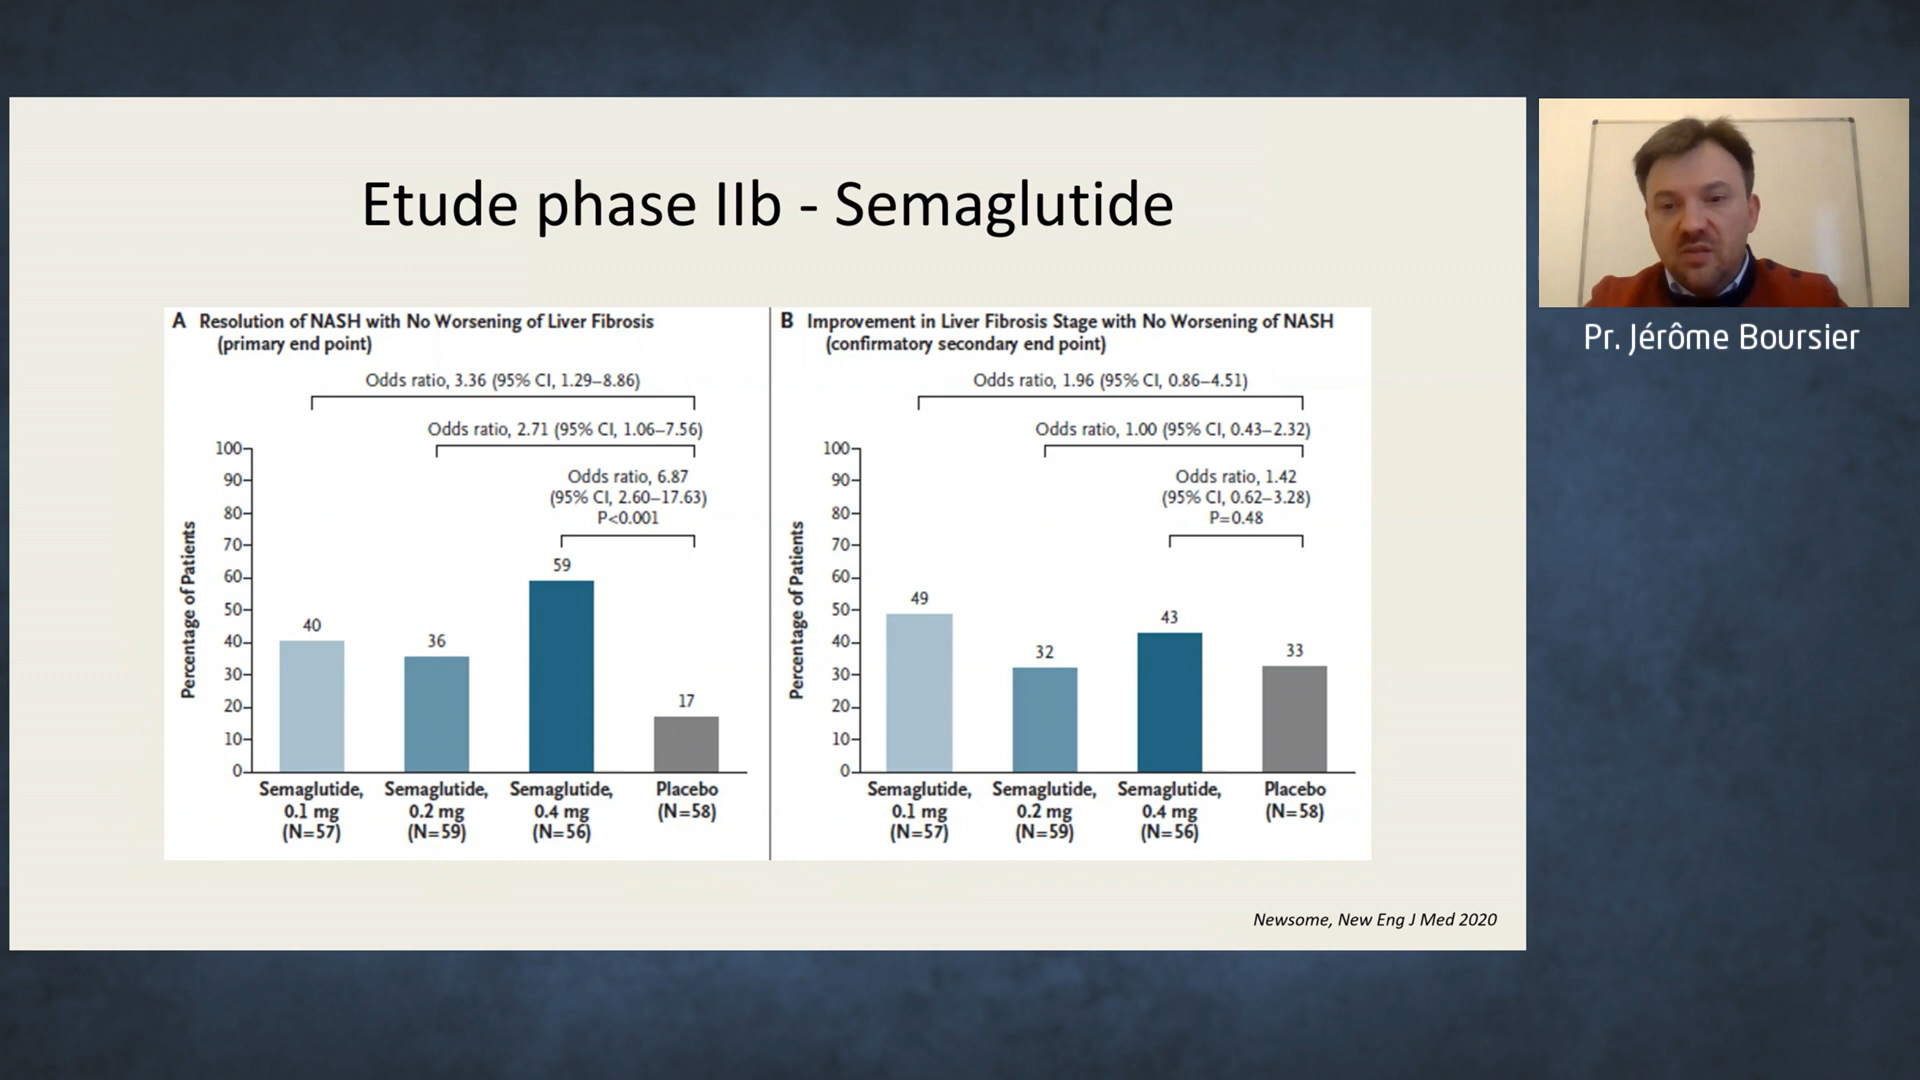 Etude phase IIb - Semaglutide
A Resolution of NASH with No Worsening of Liver Fibrosis
(primary end point)
Odds ratio, 3.36 (95% CI, 1.29–8.86)
Odds ratio, 2.71 (95% CI, 1.06–7.56)
Odds ratio, 6.87
(95% CI, 2.60–17.63)
P<0.001
Percentage of Patients
100
90
80
70
60
50
40
30
20
10
0
40
36
59
17
Semaglutide,
0.1 mg
(N=57)
Semaglutide,
0.2 mg
(N=59)
Semaglutide,
0.4 mg
(N=56)
Placebo
(N=58)
B Improvement in Liver Fibrosis Stage with No Worsening of NASH
(confirmatory secondary end point)
Odds ratio, 1.96 (95% CI, 0.86–4.51)
Odds ratio, 1.00 (95% CI, 0.43–2.32)
Odds ratio, 1.42
(95% CI, 0.62–3.28)
P=0.48
Percentage of Patients
100
90
80
70
60
50
40
30
20
10
0
49
32
43
33
Semaglutide,
0.1 mg
(N=57)
Semaglutide,
0.2 mg
(N=59)
Semaglutide,
0.4 mg
(N=56)
Placebo
(N=58)
Newsome, New Eng J Med 2020
Pr. Jérôme Boursier